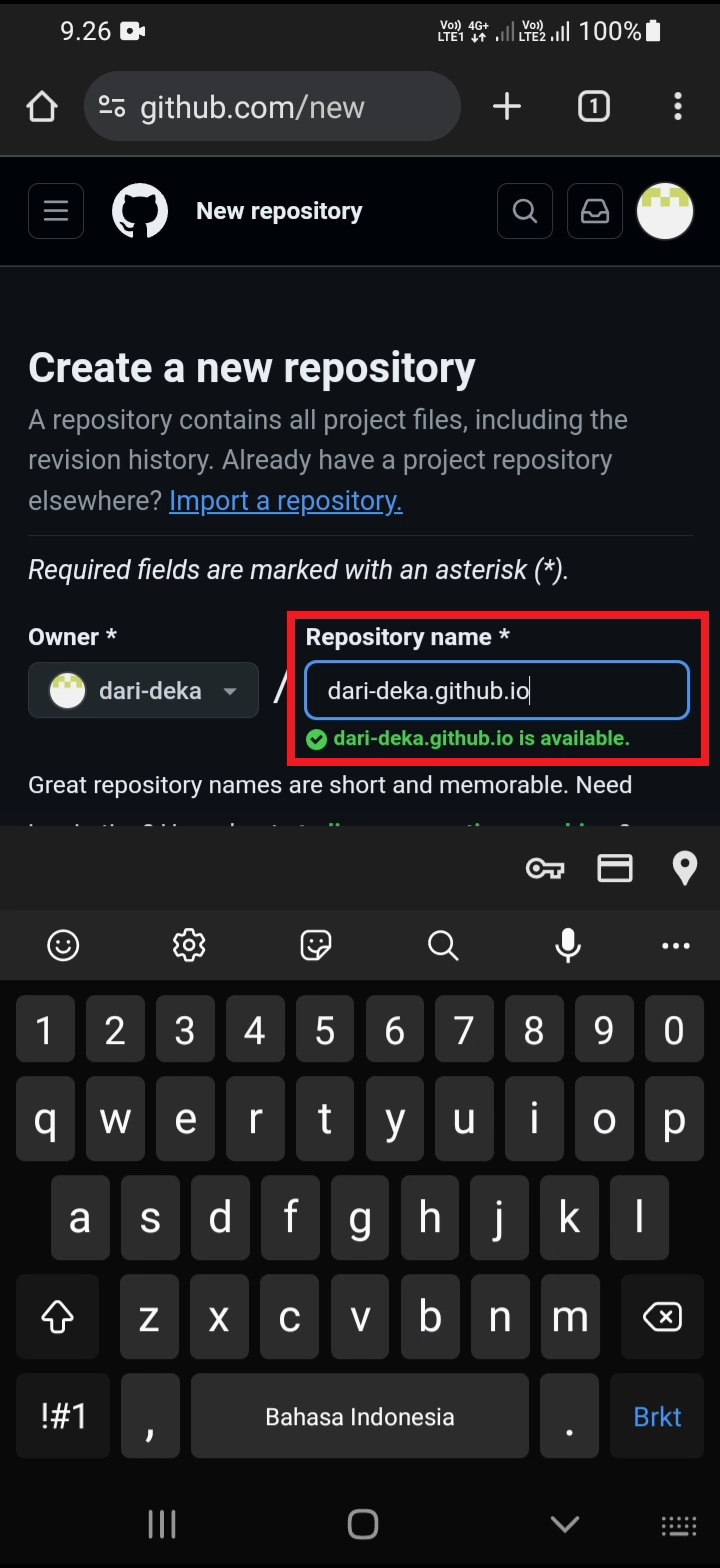 9.26
Vo)) 4G+ Vo))
LTE1 LTE2 100%
github.com/new
1
New repository
Create a new repository
A repository contains all project files, including the
revision history. Already have a project repository
elsewhere? Import a repository.
Required fields are marked with an asterisk (*).
Owner *
Repository name *
dari-deka
/
dari-deka.github.io
dari-deka.github.io is available.
Great repository names are short and memorable. Need
1 2 3 4 5 6 7 8 9 0
q w e r t y u i o p
a s d f g h j k l
z x c v b n m
!#1 , Bahasa Indonesia . Brkt